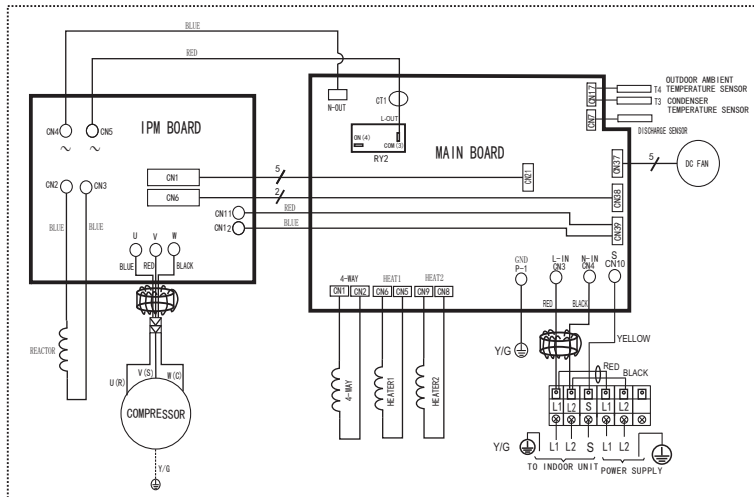 BLUE
RED
N-OUT
CT1
L-OUT
ON (4)
COM (3)
RY2
MAIN BOARD
CN17
CN7
T4
OUTDOOR AMBIENT
TEMPERATURE SENSOR
T3
CONDENSER
TEMPERATURE SENSOR
DISCHARGE SENSOR
CN37
5
DC FAN
CN38
CN39
CN21
IPM BOARD
CN4
CN5
~
~
CN2
CN3
CN1
5
CN6
2
CN11
RED
CN12
BLUE
BLUE
BLUE
U
V
W
BLUE
RED
BLACK
REACTOR
U(R)
V(S)
W(C)
COMPRESSOR
Y/G
4-WAY
HEAT1
HEAT2
CN1
CN2
CN6
CN5
CN9
CN8
4-WAY
HEATER1
HEATER2
GND
P-1
L-IN
CN3
N-IN
CN4
S
CN10
RED
BLACK
Y/G
YELLOW
RED
BLACK
L1
L2
S
L1
L2
Y/G
L1
L2
S
L1
L2
TO INDOOR UNIT
POWER SUPPLY